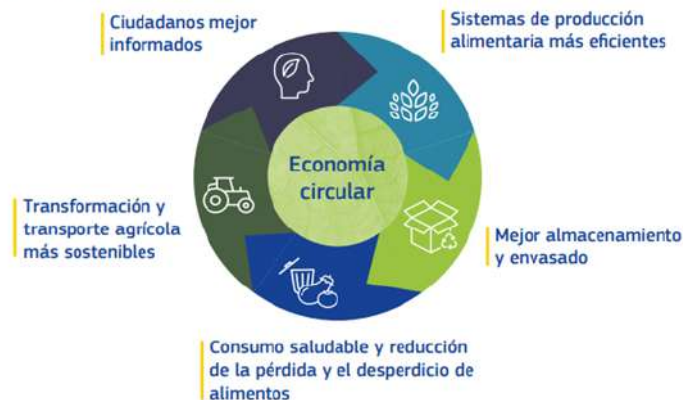 Ciudadanos mejor
informados
Sistemas de producción
alimentaria más eficientes
Economía
circular
Transformación y
transporte agrícola
más sostenibles
Mejor almacenamiento
y envasado
Consumo saludable y reducción
de la pérdida y el desperdicio de
alimentos